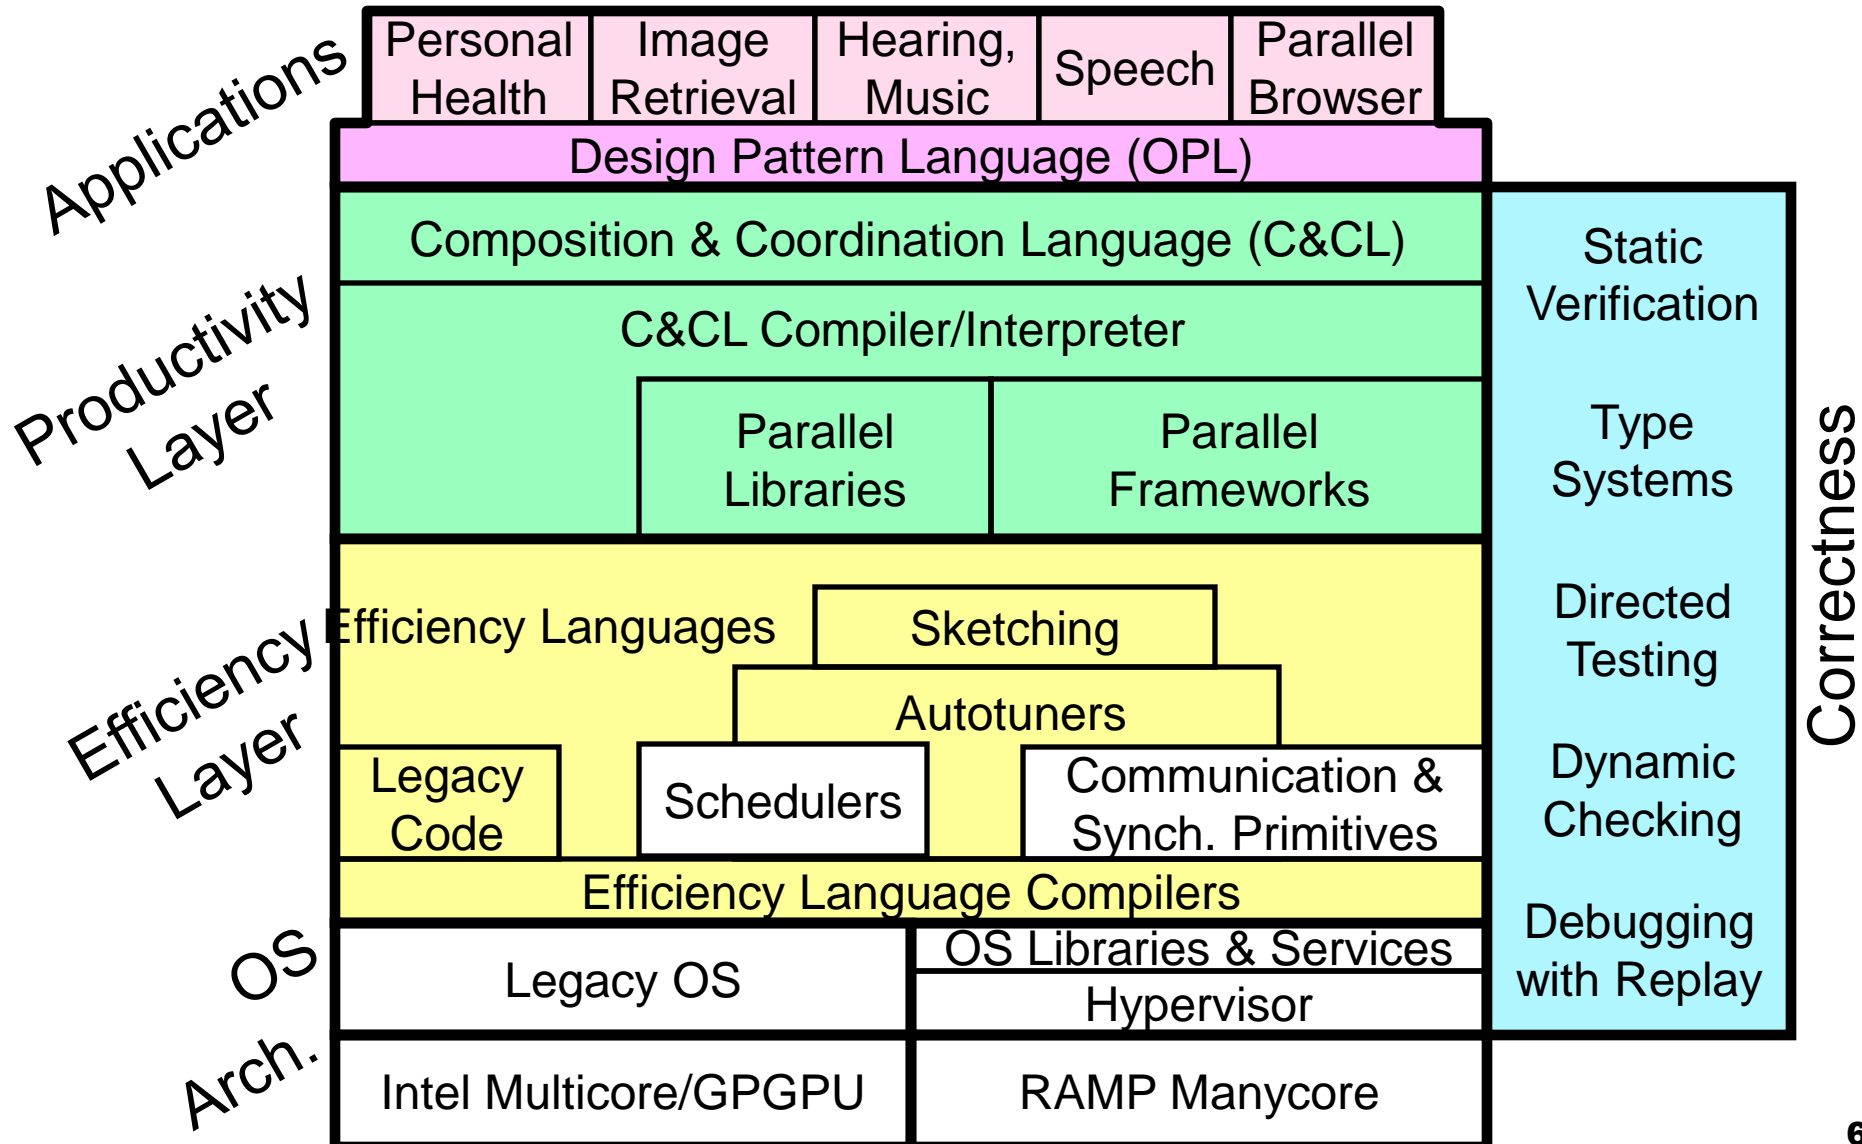 Applications
Personal
Health
Image
Retrieval
Hearing,
Music
Speech
Parallel
Browser
Design Pattern Language (OPL)
Productivity
Layer
Composition & Coordination Language (C&CL)
C&CL Compiler/Interpreter
Parallel
Libraries
Parallel
Frameworks
Efficiency
Layer
Efficiency Languages
Sketching
Autotuners
Legacy
Code
Schedulers
Communication &
Synch. Primitives
Efficiency Language Compilers
OS
Legacy OS
OS Libraries & Services
Hypervisor
Arch.
Intel Multicore/GPGPU
RAMP Manycore
Static
Verification
Type
Systems
Directed
Testing
Dynamic
Checking
Debugging
with Replay
Correctness
6